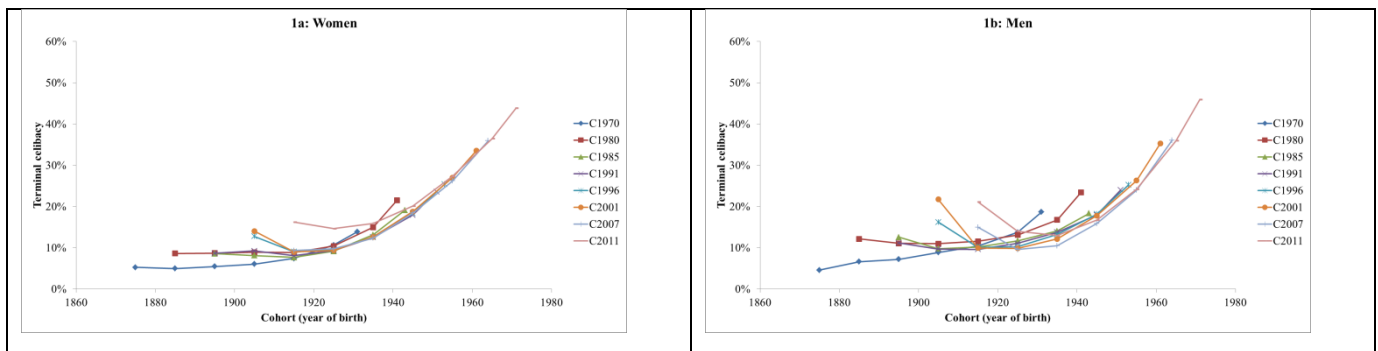 1a: Women
60%
50%
40%
30%
20%
10%
0%
Terminal celibacy
1860 1880 1900 1920 1940 1960 1980
Cohort (year of birth)
C1970
C1980
C1985
C1991
C1996
C2001
C2007
C2011
1b: Men
60%
50%
40%
30%
20%
10%
0%
Terminal celibacy
1860 1880 1900 1920 1940 1960 1980
Cohort (year of birth)
C1970
C1980
C1985
C1991
C1996
C2001
C2007
C2011